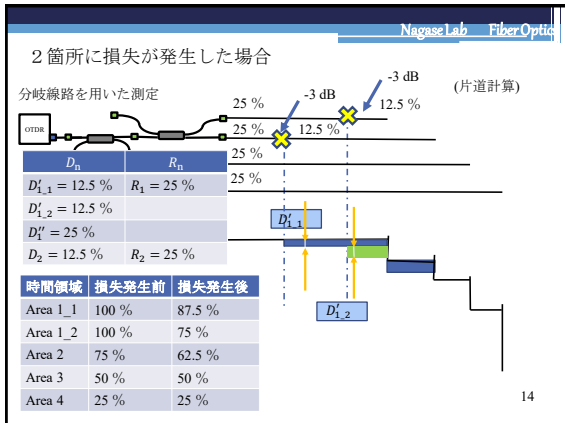 Nagase Lab Fiber Optic
2箇所に損失が発生した場合
(片道計算)
分岐線路を用いた測定
-3 dB
-3 dB
25 %
12.5 %
OTDR
25 %
12.5 %
25 %
25 %
Dn Rn
D′1_1 = 12.5 % R1 = 25 %
D′1_2 = 12.5 %
D″1 = 25 %
D2 = 12.5 % R2 = 25 %
D′1_1
D′1_2
時間領域 損失発生前 損失発生後
Area 1_1 100 % 87.5 %
Area 1_2 100 % 75 %
Area 2 75 % 62.5 %
Area 3 50 % 50 %
Area 4 25 % 25 %
14